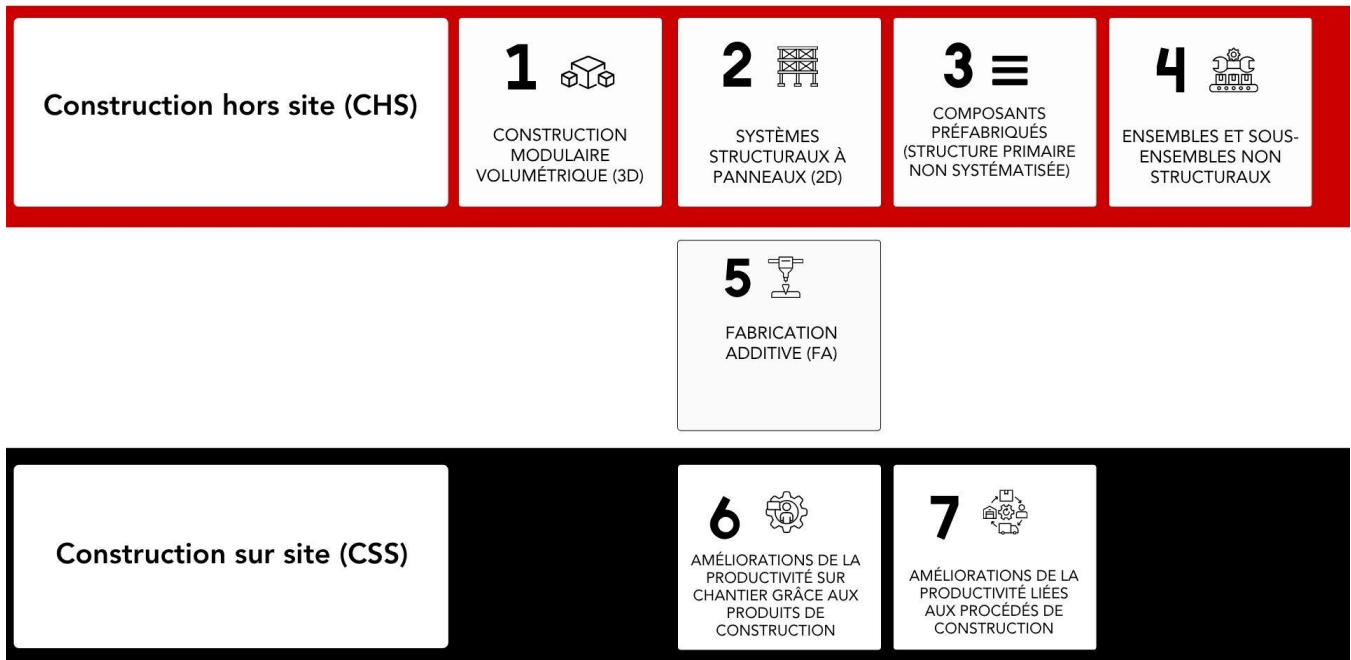 Construction hors site (CHS)
1
CONSTRUCTION
MODULAIRE
VOLUMÉTRIQUE (3D)
2
SYSTÈMES
STRUCTURAUX À
PANNEAUX (2D)
3
COMPOSANTS
PRÉFABRIQUÉS
(STRUCTURE PRIMAIRE
NON SYSTÉMATISÉE)
4
ENSEMBLES ET SOUS-
ENSEMBLES NON
STRUCTURAUX
5
FABRICATION
ADDITIVE (FA)
Construction sur site (CSS)
6
AMÉLIORATIONS DE LA
PRODUCTIVITÉ SUR
CHANTIER GRÂCE AUX
PRODUITS DE
CONSTRUCTION
7
AMÉLIORATIONS DE LA
PRODUCTIVITÉ LIÉES
AUX PROCÉDÉS DE
CONSTRUCTION